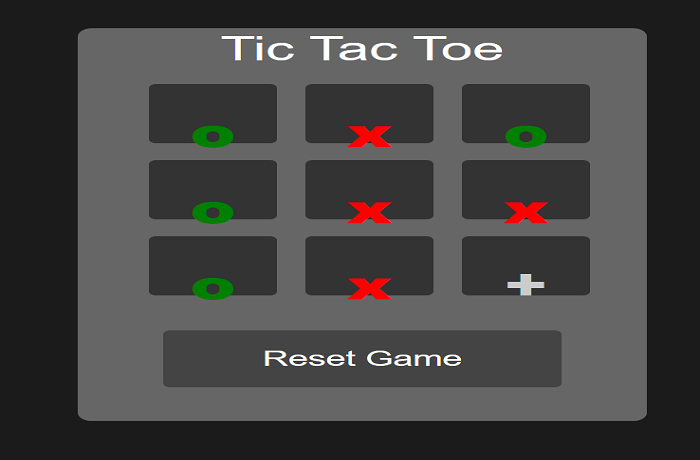 Tic Tac Toe
o x o
o x x
o x +
Reset Game